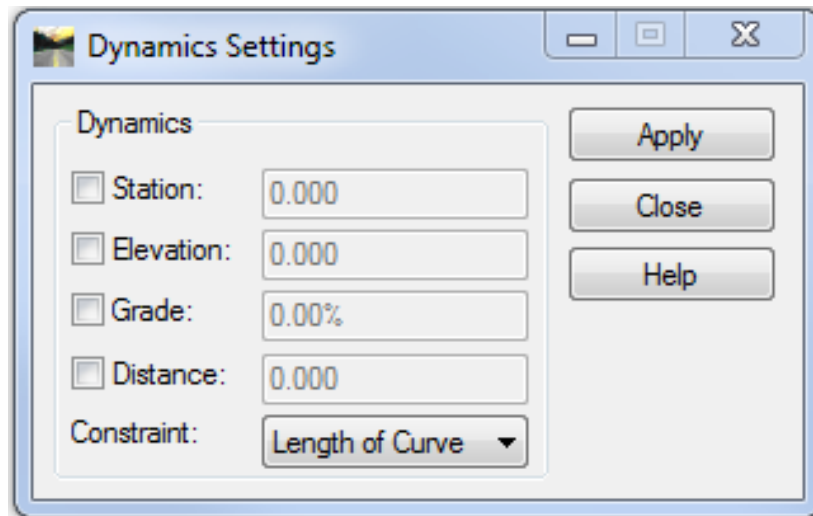 Dynamics Settings
Dynamics
Station: 0.000
Elevation: 0.000
Grade: 0.00%
Distance: 0.000
Constraint: Length of Curve
Apply
Close
Help